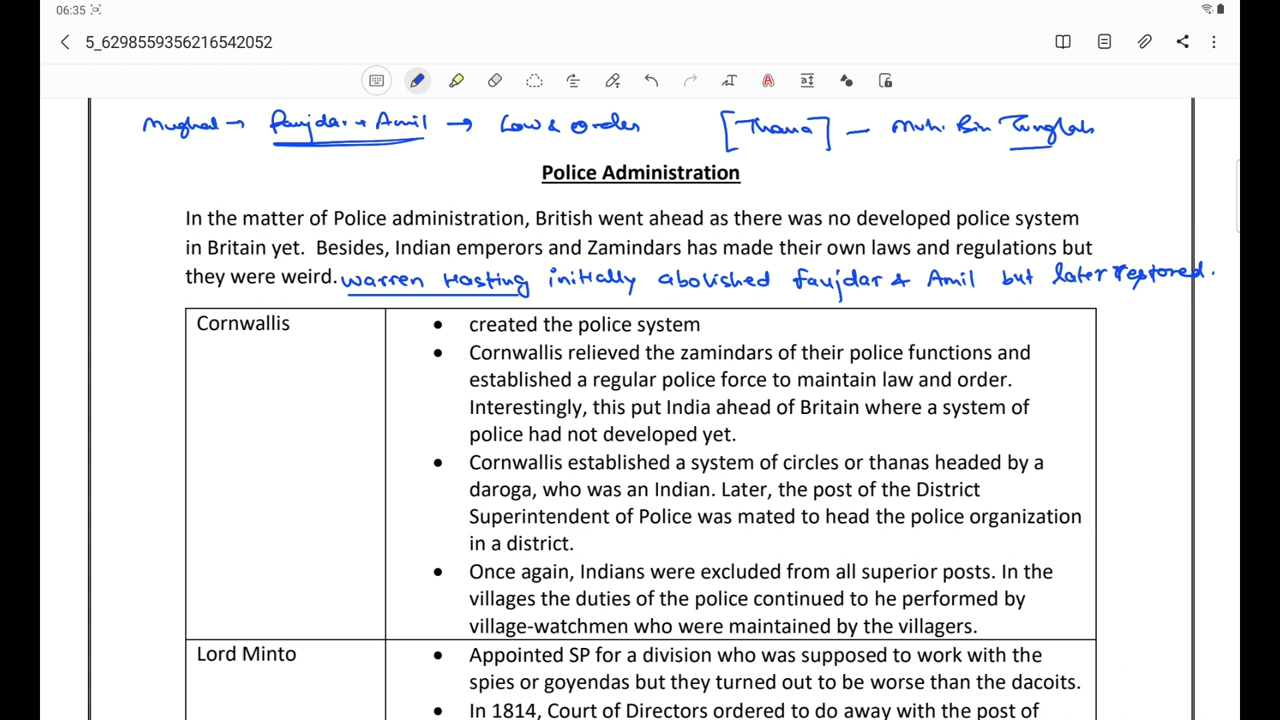 06:35
5_6298559356216542052
Mughal → faujdar + Amil → Law & Order [Thana] — Muh. Bin Tunglak
Police Administration
In the matter of Police administration, British went ahead as there was no developed police system
in Britain yet. Besides, Indian emperors and Zamindars has made their own laws and regulations but
they were weird. warren Hasting initially abolished faujdar & Amil but later restored.
Cornwallis
• created the police system
• Cornwallis relieved the zamindars of their police functions and
established a regular police force to maintain law and order.
Interestingly, this put India ahead of Britain where a system of
police had not developed yet.
• Cornwallis established a system of circles or thanas headed by a
daroga, who was an Indian. Later, the post of the District
Superintendent of Police was mated to head the police organization
in a district.
• Once again, Indians were excluded from all superior posts. In the
villages the duties of the police continued to he performed by
village-watchmen who were maintained by the villagers.
Lord Minto
• Appointed SP for a division who was supposed to work with the
spies or goyendas but they turned out to be worse than the dacoits.
• In 1814, Court of Directors ordered to do away with the post of